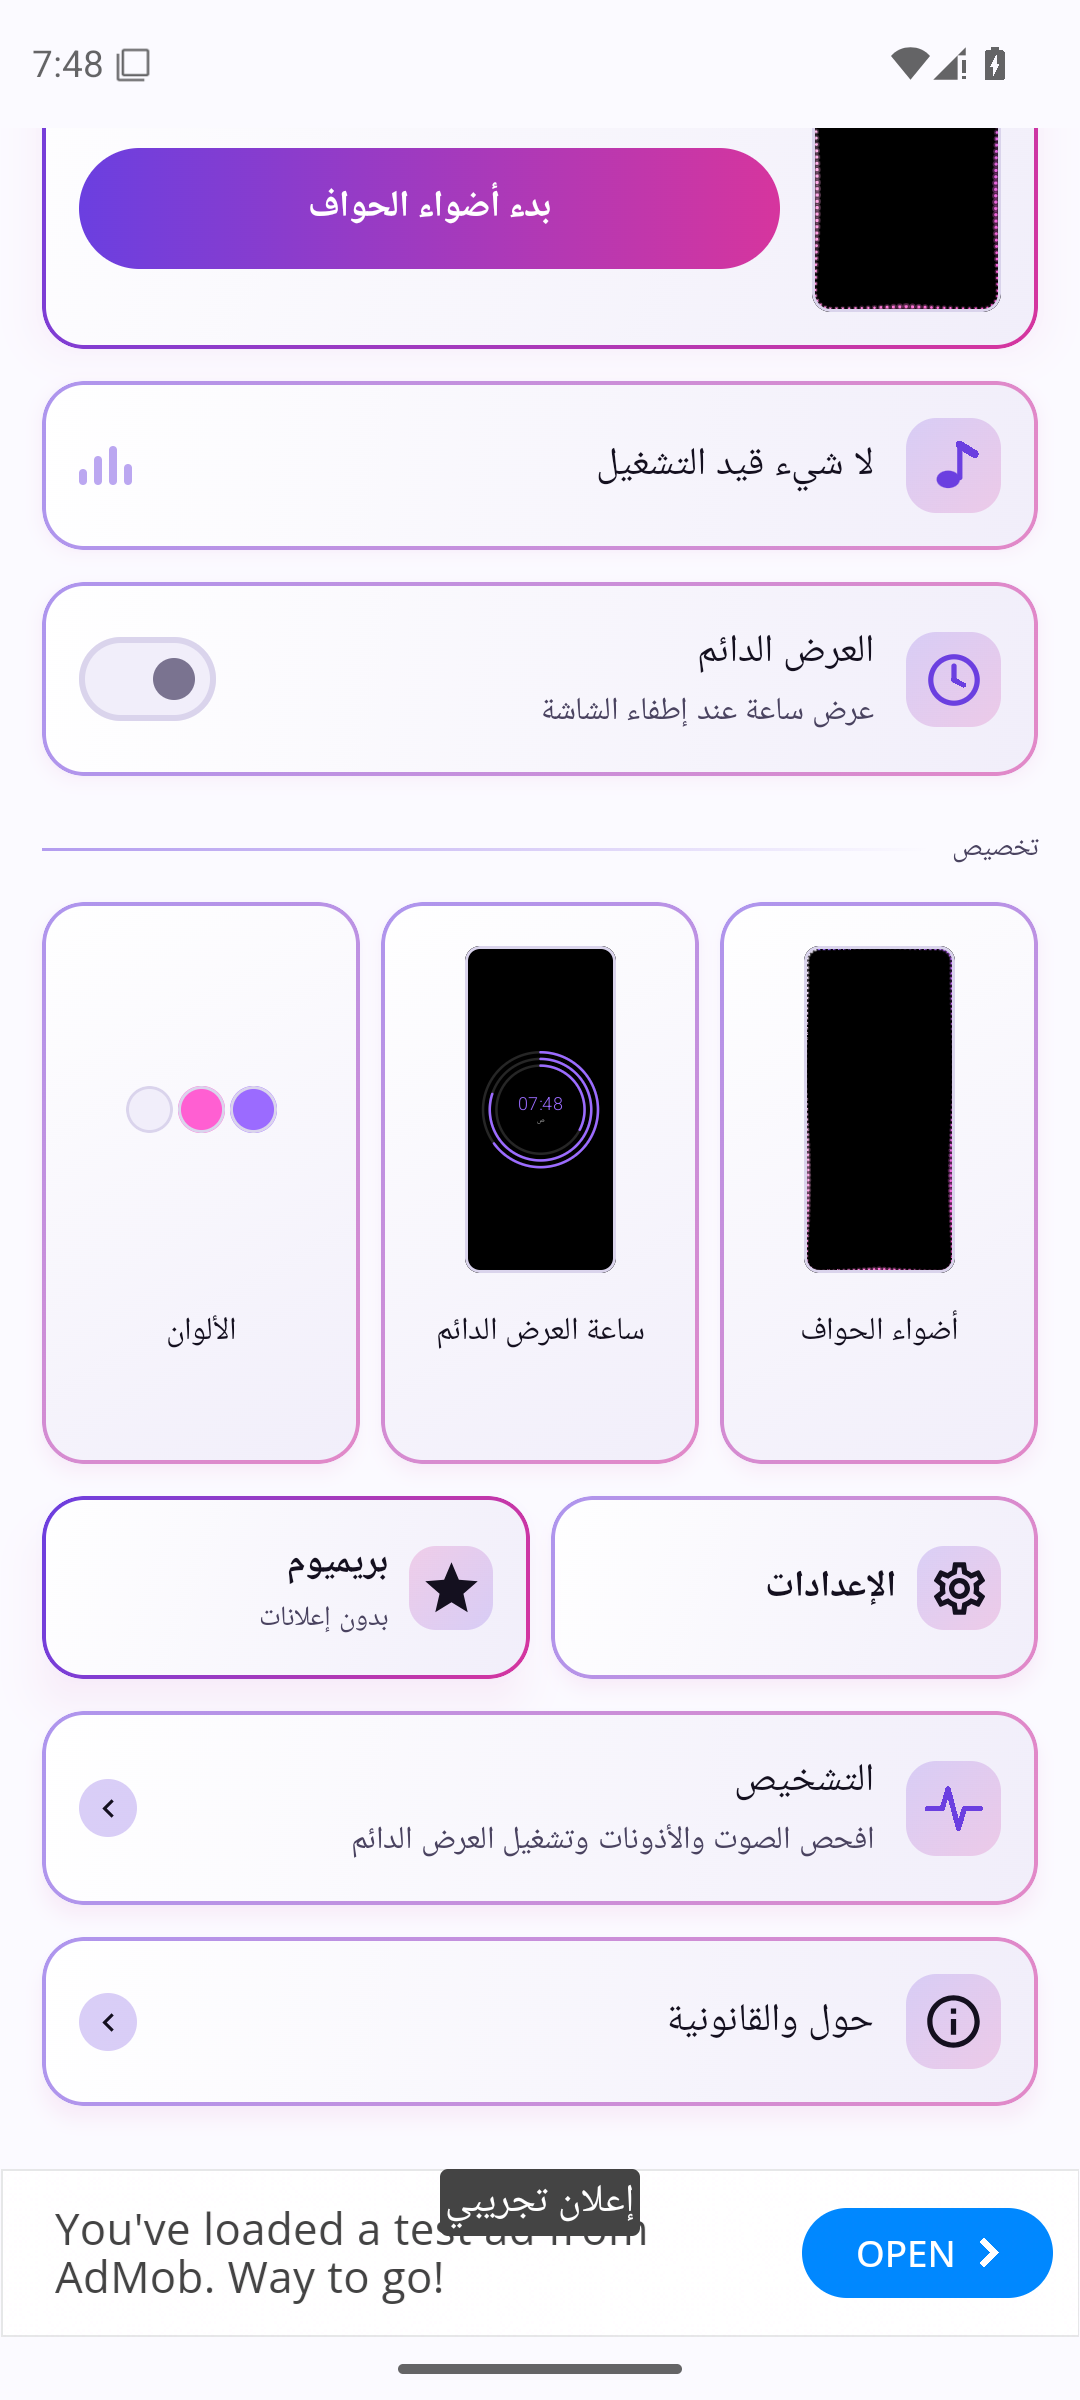 7:48
بدء أضواء الحواف
لا شيء قيد التشغيل
العرض الدائم
عرض ساعة عند إطفاء الشاشة
تخصيص
أضواء الحواف
07:48
ص
ساعة العرض الدائم
الألوان
الإعدادات
بريميوم
بدون إعلانات
التشخيص
افحص الصوت والأذونات وتشغيل العرض الدائم
حول والقانونية
إعلان تجريبي
You've loaded a test ad from
AdMob. Way to go!
OPEN